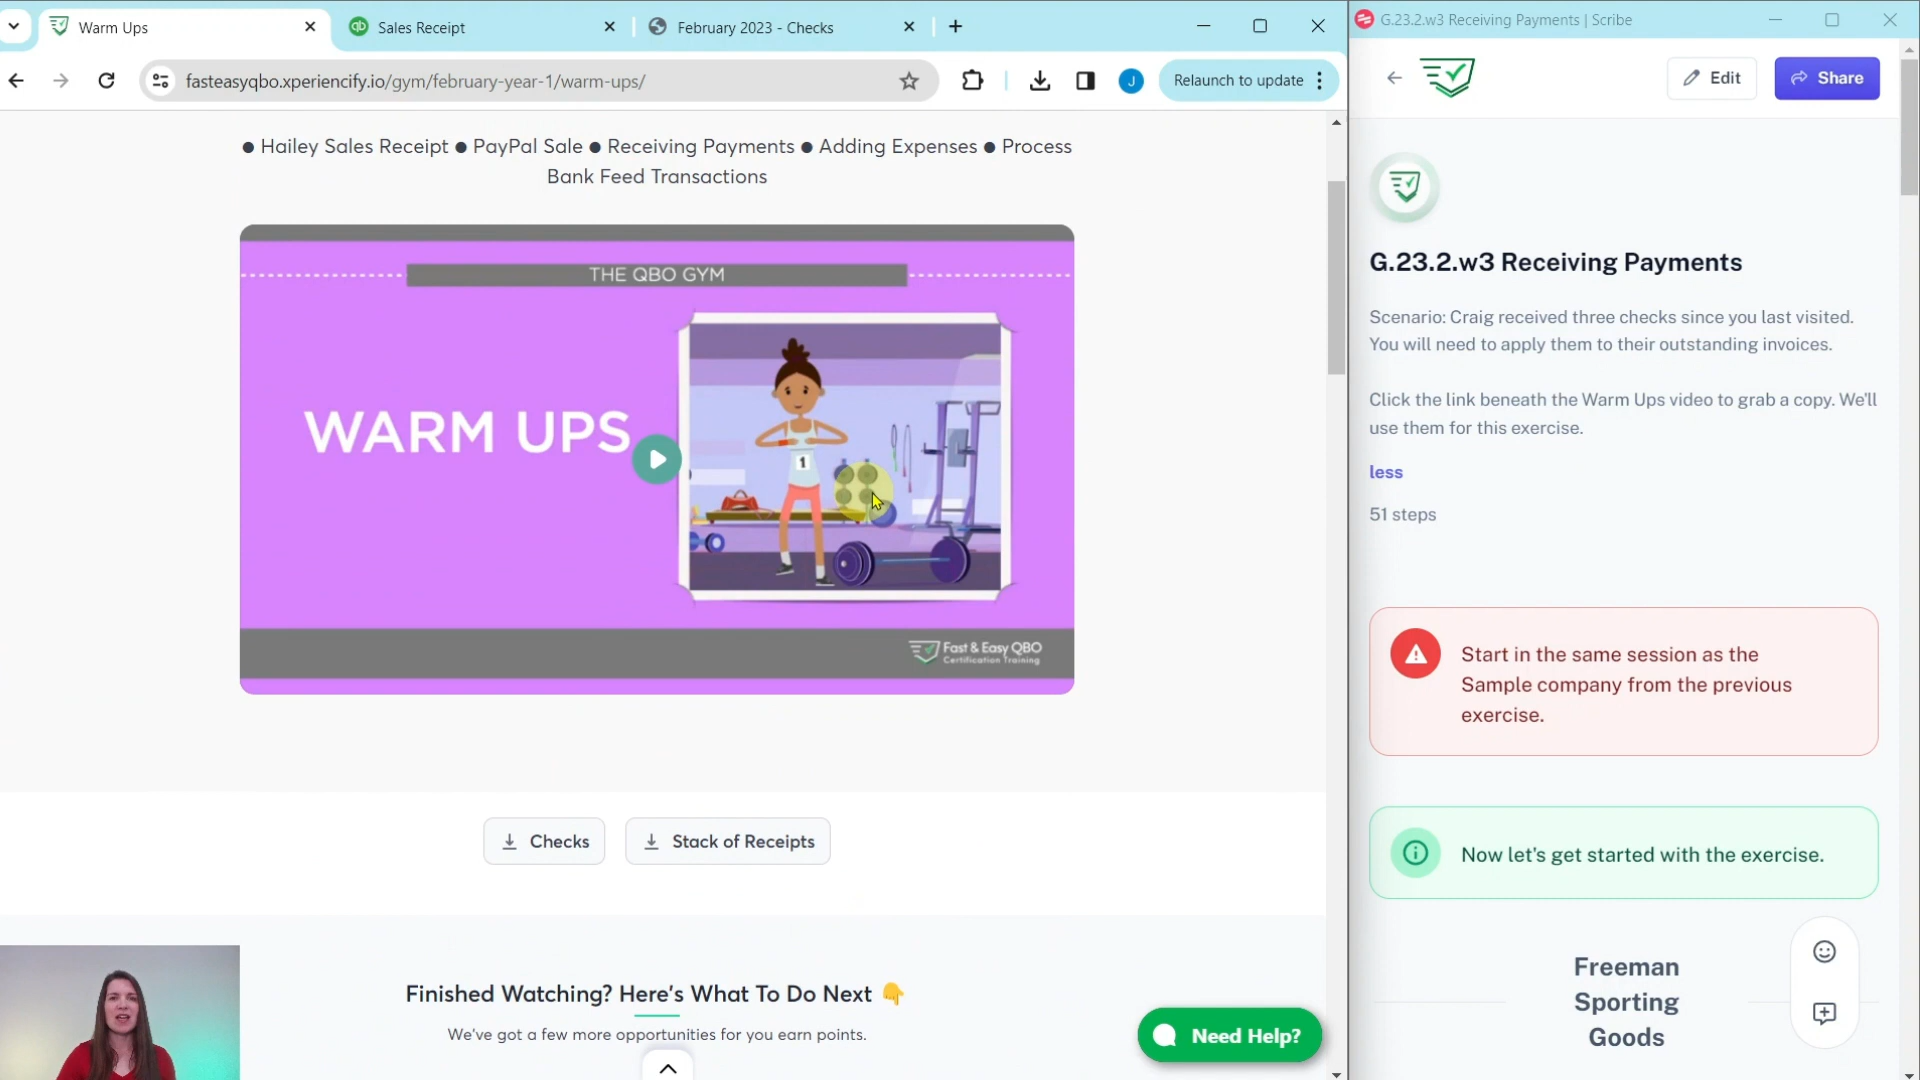 Warm Ups
Sales Receipt
February 2023 - Checks
fasteasyqbo.xperiencify.io/gym/february-year-1/warm-ups/
J
Relaunch to update
● Hailey Sales Receipt ● PayPal Sale ● Receiving Payments ● Adding Expenses ● Process
Bank Feed Transactions
THE QBO GYM
WARM UPS
1
Fast & Easy QBO
Certification Training
Checks
Stack of Receipts
Finished Watching? Here's What To Do Next 👇
We've got a few more opportunities for you earn points.
Need Help?
G.23.2.w3 Receiving Payments | Scribe
Edit
Share
G.23.2.w3 Receiving Payments
Scenario: Craig received three checks since you last visited.
You will need to apply them to their outstanding invoices.
Click the link beneath the Warm Ups video to grab a copy. We'll
use them for this exercise.
less
51 steps
Start in the same session as the
Sample company from the previous
exercise.
Now let's get started with the exercise.
Freeman
Sporting
Goods